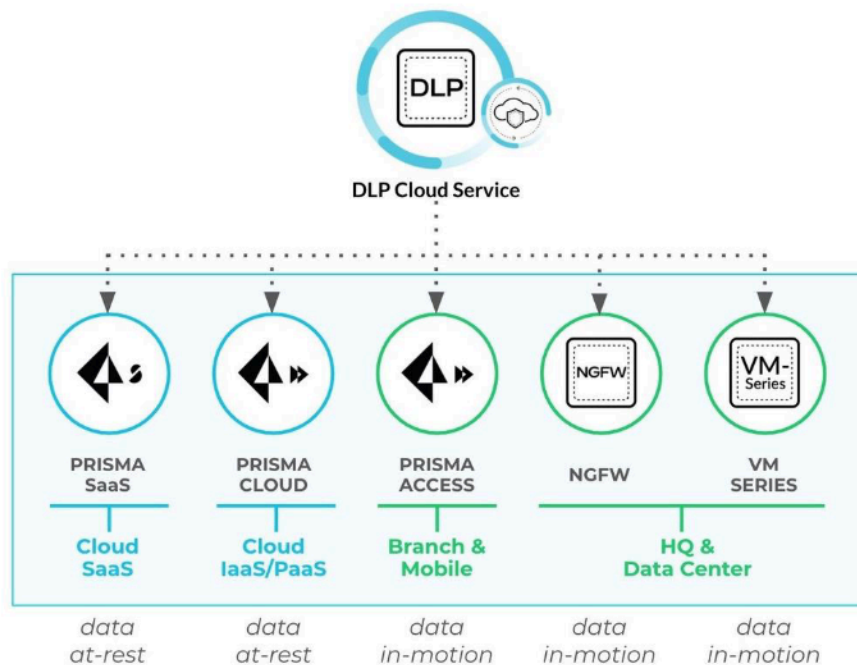 DLP
DLP Cloud Service
S
NGFW
VM-
Series
PRISMA
SaaS
PRISMA
CLOUD
PRISMA
ACCESS
NGFW
VM
SERIES
Cloud
SaaS
Cloud
IaaS/PaaS
Branch &
Mobile
HQ &
Data Center
data
at-rest
data
at-rest
data
in-motion
data
in-motion
data
in-motion